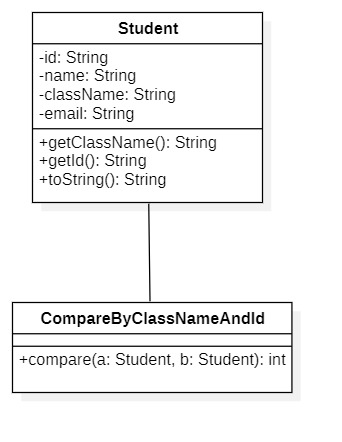 Student
-id: String
-name: String
-className: String
-email: String
+getClassName(): String
+getId(): String
+toString(): String
CompareByClassNameAndId
+compare(a: Student, b: Student): int